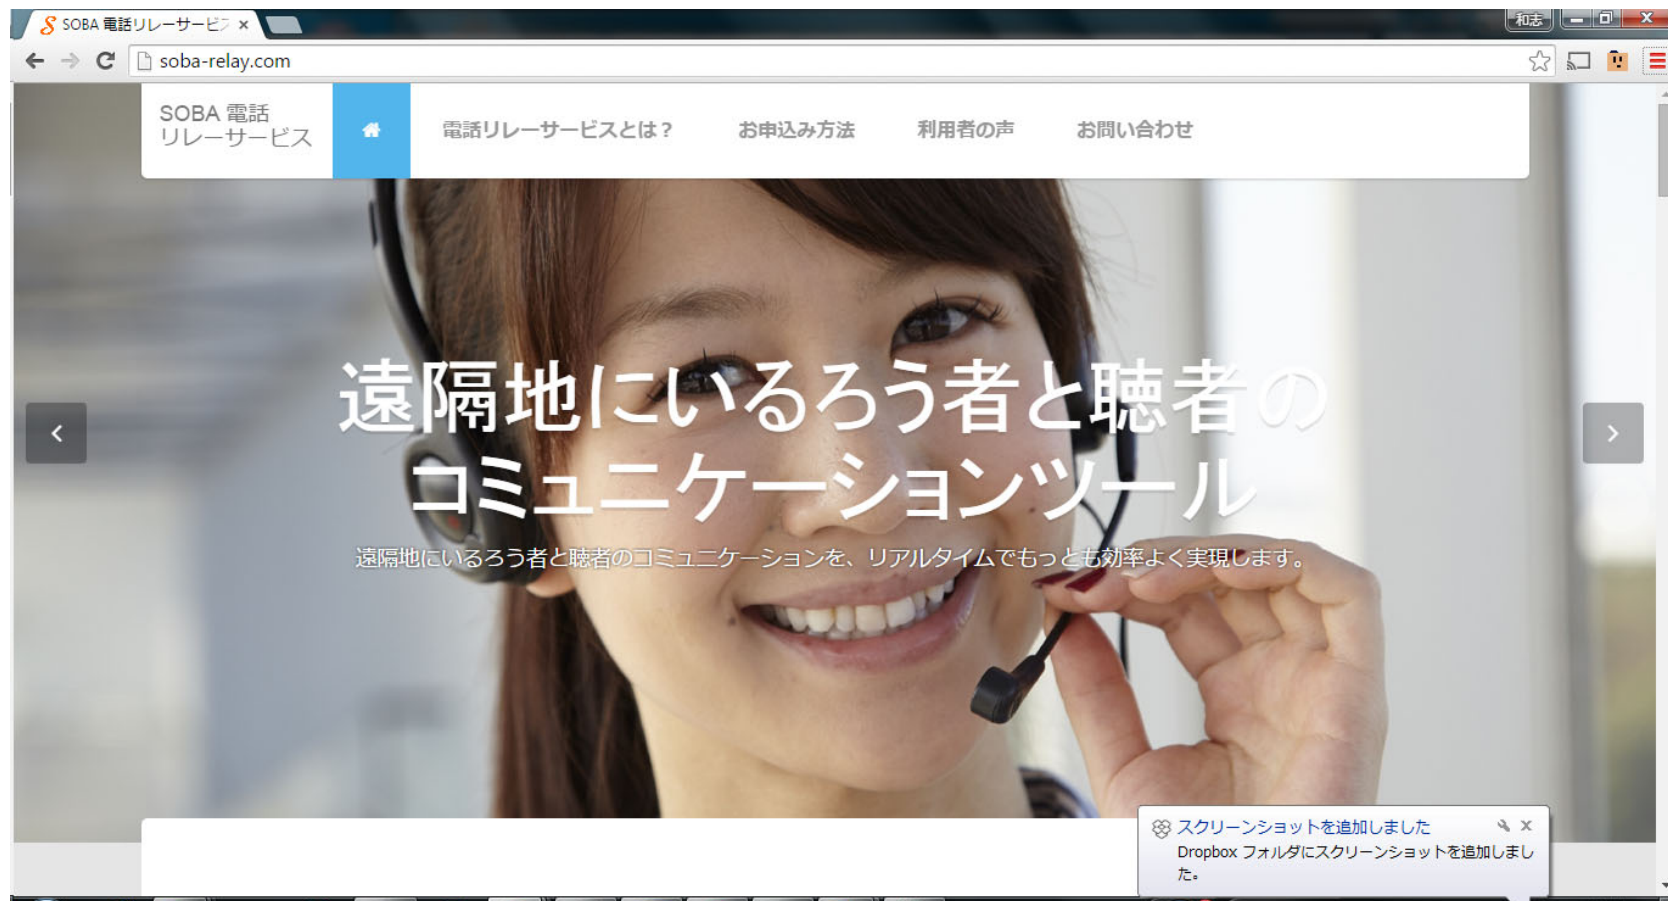 SOBA 電話リレーサービス
和志
soba-relay.com
SOBA 電話
リレーサービス
電話リレーサービスとは？
お申込み方法
利用者の声
お問い合わせ
遠隔地にいるろう者と聴者の
コミュニケーションツール
遠隔地にいるろう者と聴者のコミュニケーションを、リアルタイムでもっとも効率よく実現します。
スクリーンショットを追加しました
Dropbox フォルダにスクリーンショットを追加しまし
た。